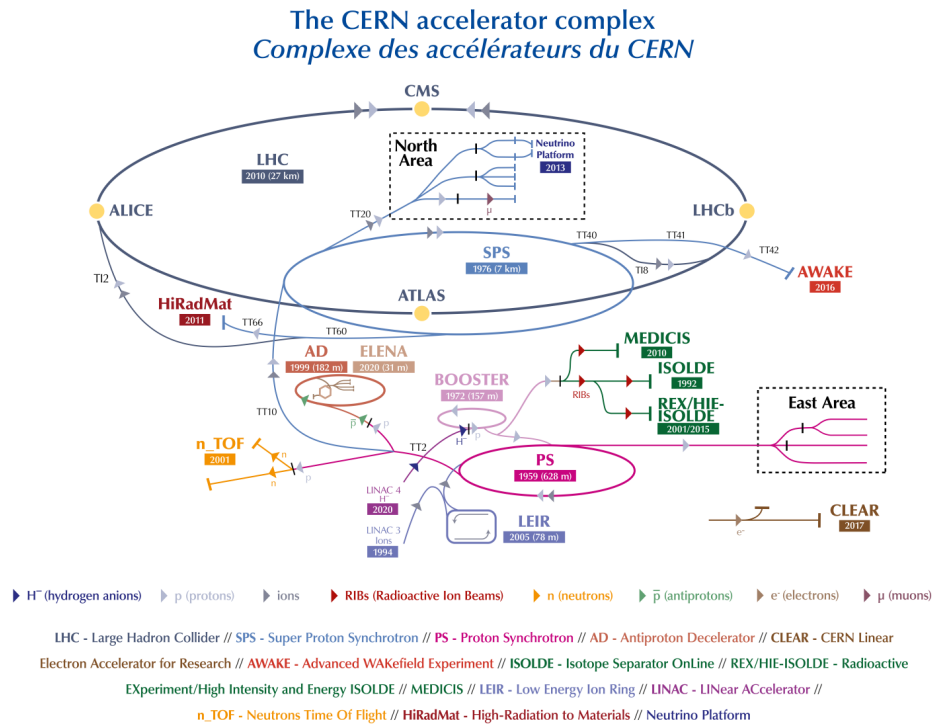 The CERN accelerator complex
Complexe des accélérateurs du CERN
CMS
North
Area
Neutrino
Platform
2013
LHC
2010 (27 km)
μ
ALICE
LHCb
TT20
TT40
TT41
TT42
SPS
1976 (7 km)
TI8
TI2
AWAKE
2016
HiRadMat
2011
ATLAS
TT66
TT60
AD
1999 (182 m)
ELENA
2020 (31 m)
MEDICIS
2010
BOOSTER
1972 (157 m)
ISOLDE
1992
RIBs
REX/HIE-
ISOLDE
2001/2015
East Area
TT10
p̅
p
H⁻
p
n_TOF
2001
TT2
n
n
p
PS
1959 (628 m)
LINAC 4
H⁻
2020
LINAC 3
Ions
1994
LEIR
2005 (78 m)
CLEAR
2017
e⁻
H⁻ (hydrogen anions)
p (protons)
ions
RIBs (Radioactive Ion Beams)
n (neutrons)
p̅ (antiprotons)
e⁻ (electrons)
μ (muons)
LHC - Large Hadron Collider // SPS - Super Proton Synchrotron // PS - Proton Synchrotron // AD - Antiproton Decelerator // CLEAR - CERN Linear
Electron Accelerator for Research // AWAKE - Advanced WAKefield Experiment // ISOLDE - Isotope Separator OnLine // REX/HIE-ISOLDE - Radioactive
EXperiment/High Intensity and Energy ISOLDE // MEDICIS // LEIR - Low Energy Ion Ring // LINAC - LINear ACcelerator //
n_TOF - Neutrons Time Of Flight // HiRadMat - High-Radiation to Materials // Neutrino Platform